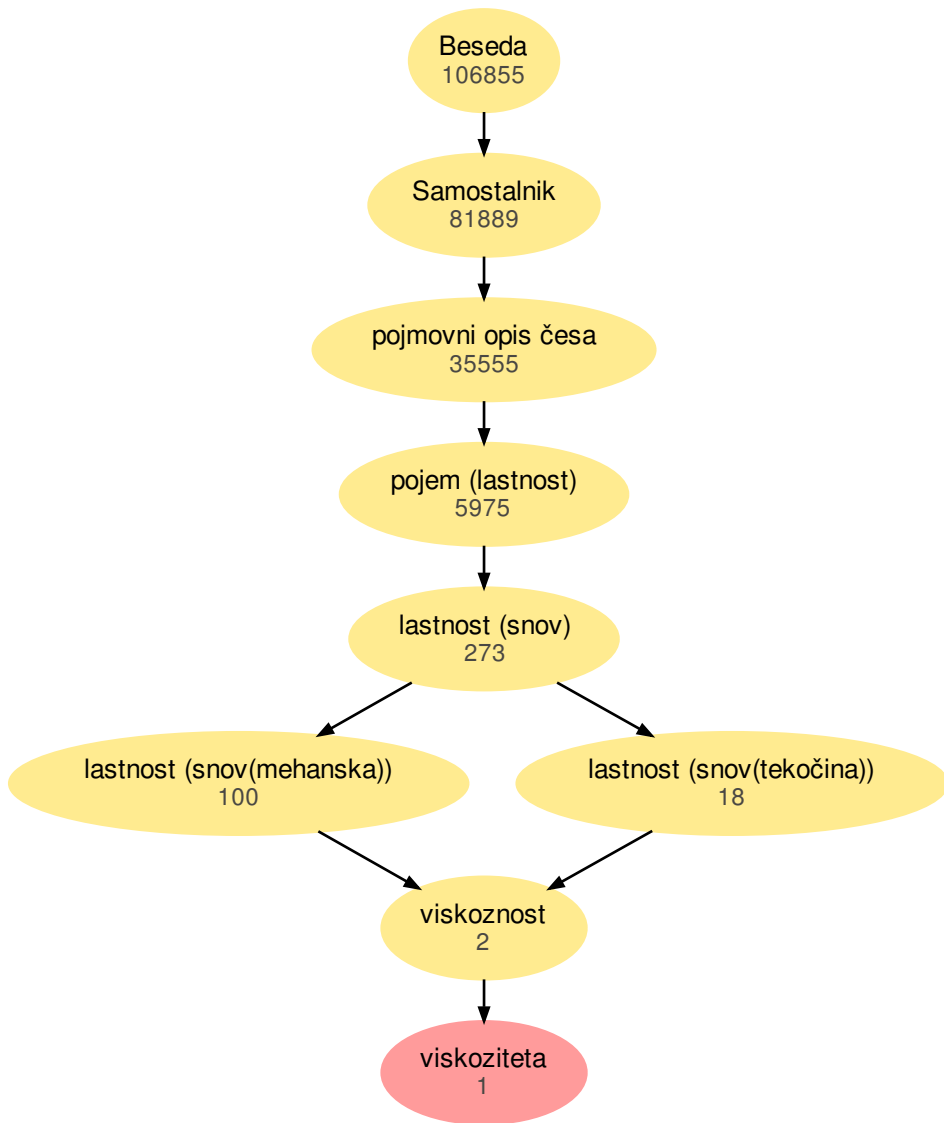 Beseda
106855
Samostalnik
81889
pojmovni opis česa
35555
pojem (lastnost)
5975
lastnost (snov)
273
lastnost (snov(mehanska))
100
lastnost (snov(tekočina))
18
viskoznost
2
viskoziteta
1